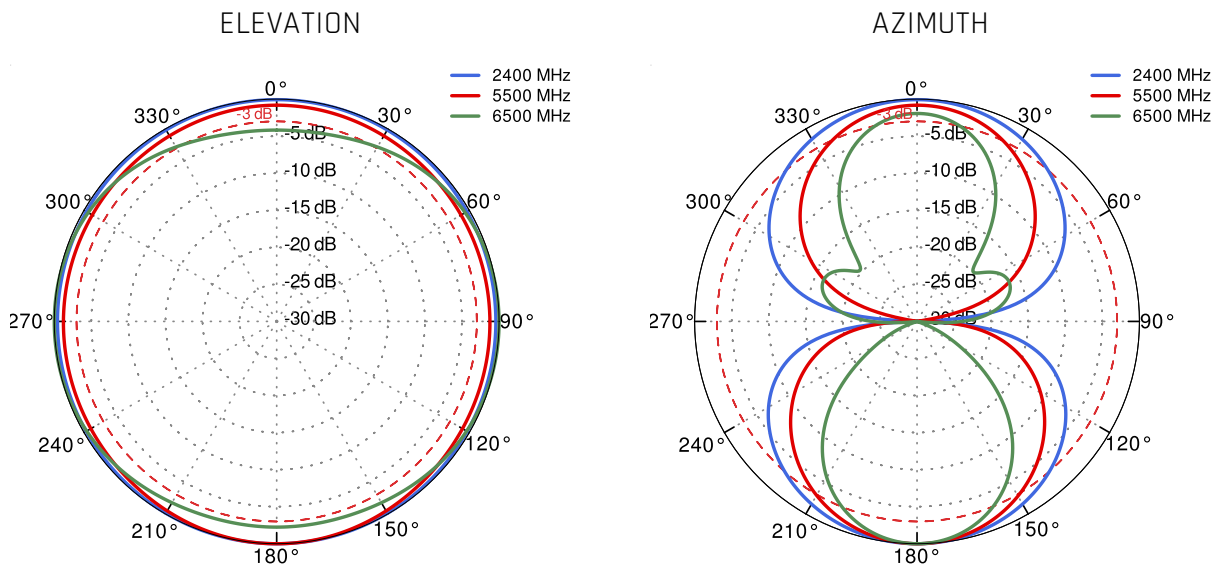 ELEVATION
2400 MHz
5500 MHz
6500 MHz
0°
30°
60°
90°
120°
150°
180°
210°
240°
270°
300°
330°
-3 dB
-5 dB
-10 dB
-15 dB
-20 dB
-25 dB
-30 dB
AZIMUTH
2400 MHz
5500 MHz
6500 MHz
0°
30°
60°
90°
120°
150°
180°
210°
240°
270°
300°
330°
-3 dB
-5 dB
-10 dB
-15 dB
-20 dB
-25 dB
-30 dB